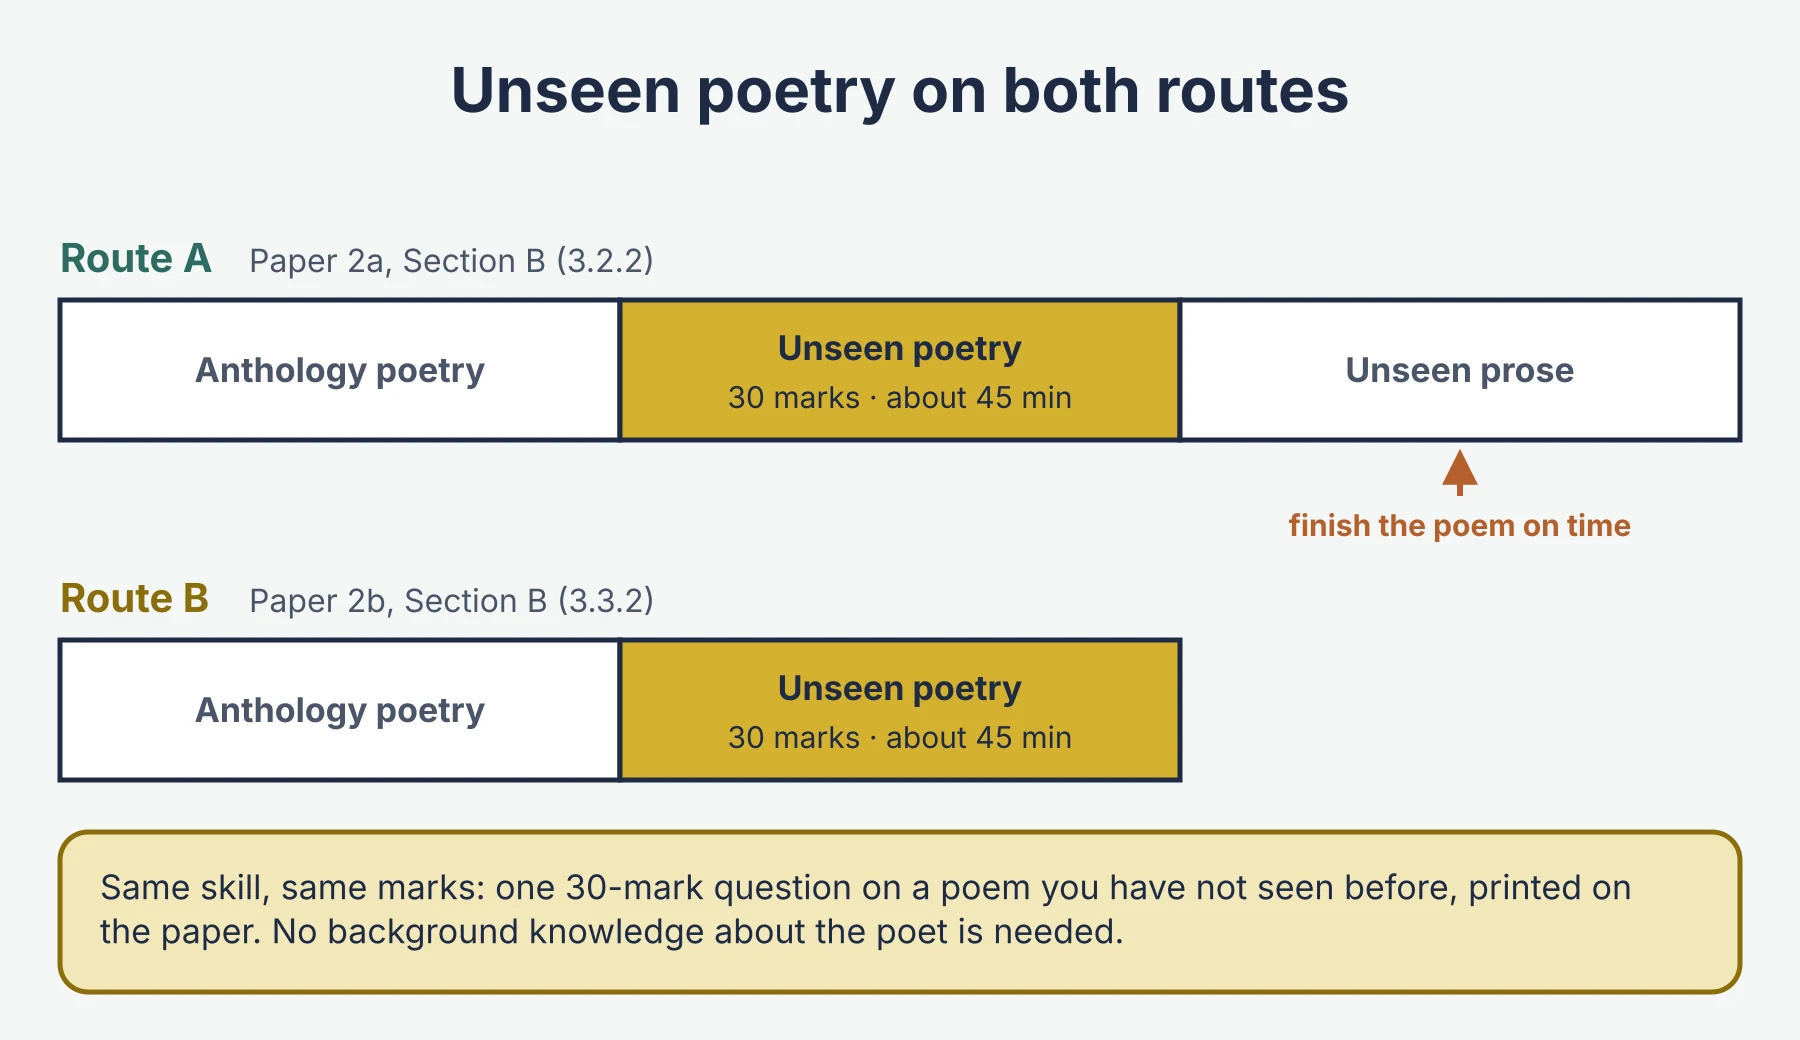 Unseen poetry on both routes
Route A Paper 2a, Section B (3.2.2)
Anthology poetry
Unseen poetry
30 marks · about 45 min
Unseen prose
finish the poem on time
Route B Paper 2b, Section B (3.3.2)
Anthology poetry
Unseen poetry
30 marks · about 45 min
Same skill, same marks: one 30-mark question on a poem you have not seen before, printed on
the paper. No background knowledge about the poet is needed.